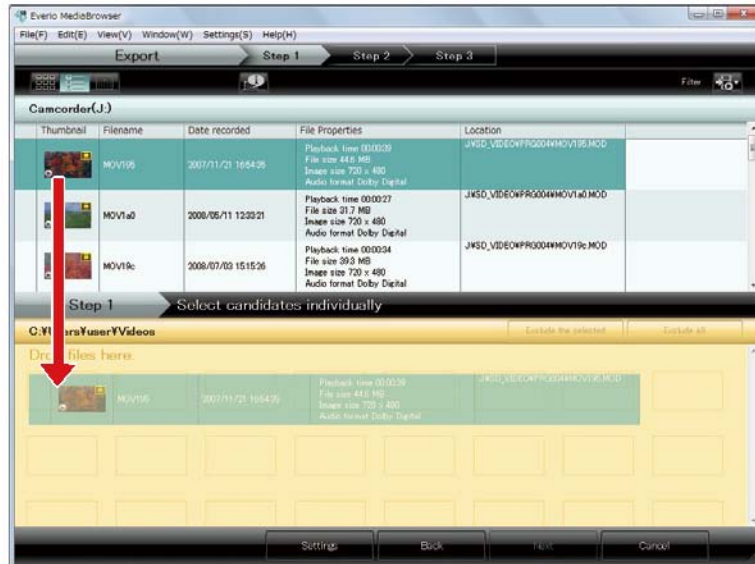 Everio MediaBrowser
File(F) Edit(E) View(V) Window(W) Settings(S) Help(H)
Export Step 1 Step 2 Step 3
Filter
Camcorder(J:)
Thumbnail Filename Date recorded File Properties Location
MOV195 2007/11/21 16:54:35 Playback time 00:00:39 J:¥SD_VIDEO¥PRG004¥MOV195.MOD
File size 44.6 MB
Image size 720 x 480
Audio format Dolby Digital
MOV1a0 2008/05/11 12:33:21 Playback time 00:00:27 J:¥SD_VIDEO¥PRG004¥MOV1a0.MOD
File size 31.7 MB
Image size 720 x 480
Audio format Dolby Digital
MOV19c 2008/07/03 15:15:26 Playback time 00:00:34 J:¥SD_VIDEO¥PRG004¥MOV19c.MOD
File size 39.3 MB
Image size 720 x 480
Audio format Dolby Digital
Step 1 Select candidates individually
C:¥Users¥user¥Videos Exclude the selected Exclude all
Drop files here.
MOV195 2007/11/21 16:54:35 Playback time 00:00:39 J:¥SD_VIDEO¥PRG004¥MOV195.MOD
File size 44.6 MB
Image size 720 x 480
Audio format Dolby Digital
Settings Back Next Cancel